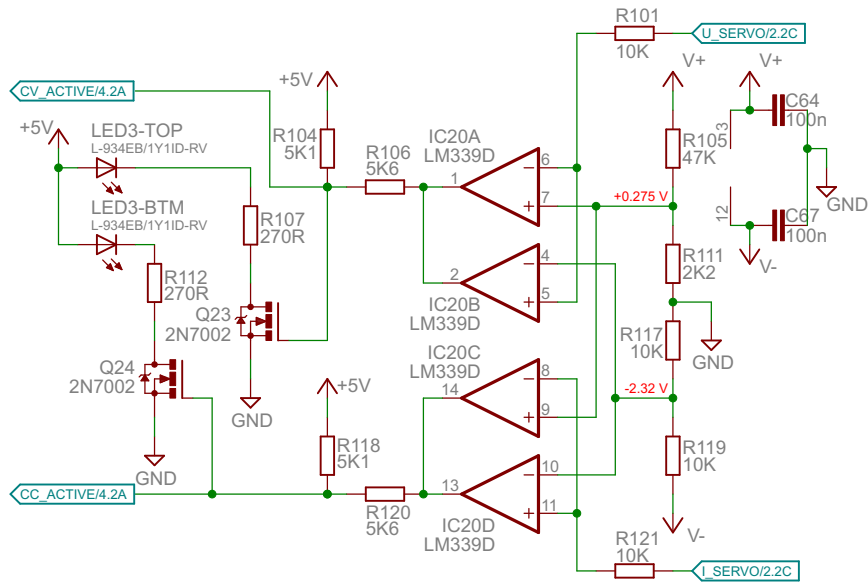 R101
10K
U_SERVO/2.2C
CV_ACTIVE/4.2A
+5V
V+
V+
+5V
LED3-TOP
L-934EB/1Y1ID-RV
R104
5K1
R106
5K6
IC20A
LM339D
1
6
7
R105
47K
3
C64
100n
GND
+0.275 V
LED3-BTM
L-934EB/1Y1ID-RV
R107
270R
12
C67
100n
V-
R112
270R
2
4
5
R111
2K2
IC20B
LM339D
Q23
2N7002
R117
10K
GND
IC20C
LM339D
Q24
2N7002
14
8
9
-2.32 V
+5V
GND
GND
R118
5K1
R119
10K
CC_ACTIVE/4.2A
R120
5K6
13
10
11
IC20D
LM339D
V-
R121
10K
I_SERVO/2.2C